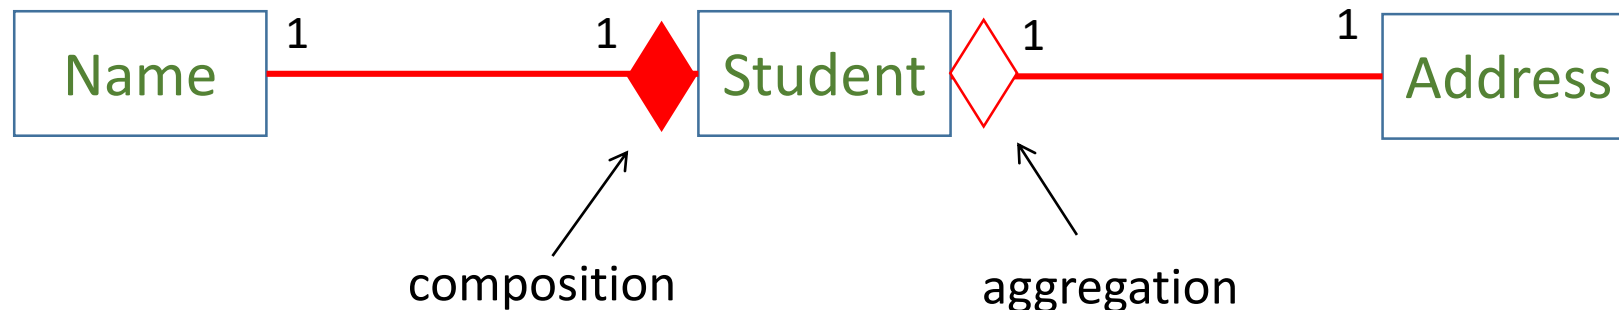 1 1 1 1
Name Student Address
composition aggregation